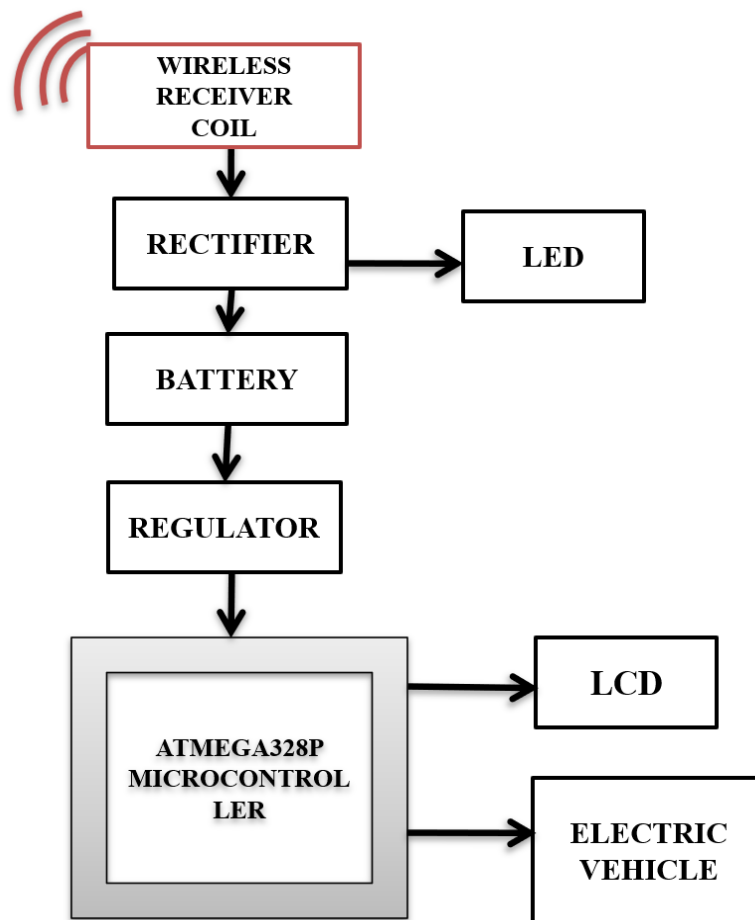 WIRELESS
RECEIVER
COIL
RECTIFIER
LED
BATTERY
REGULATOR
ATMEGA328P
MICROCONTROL
LER
LCD
ELECTRIC
VEHICLE